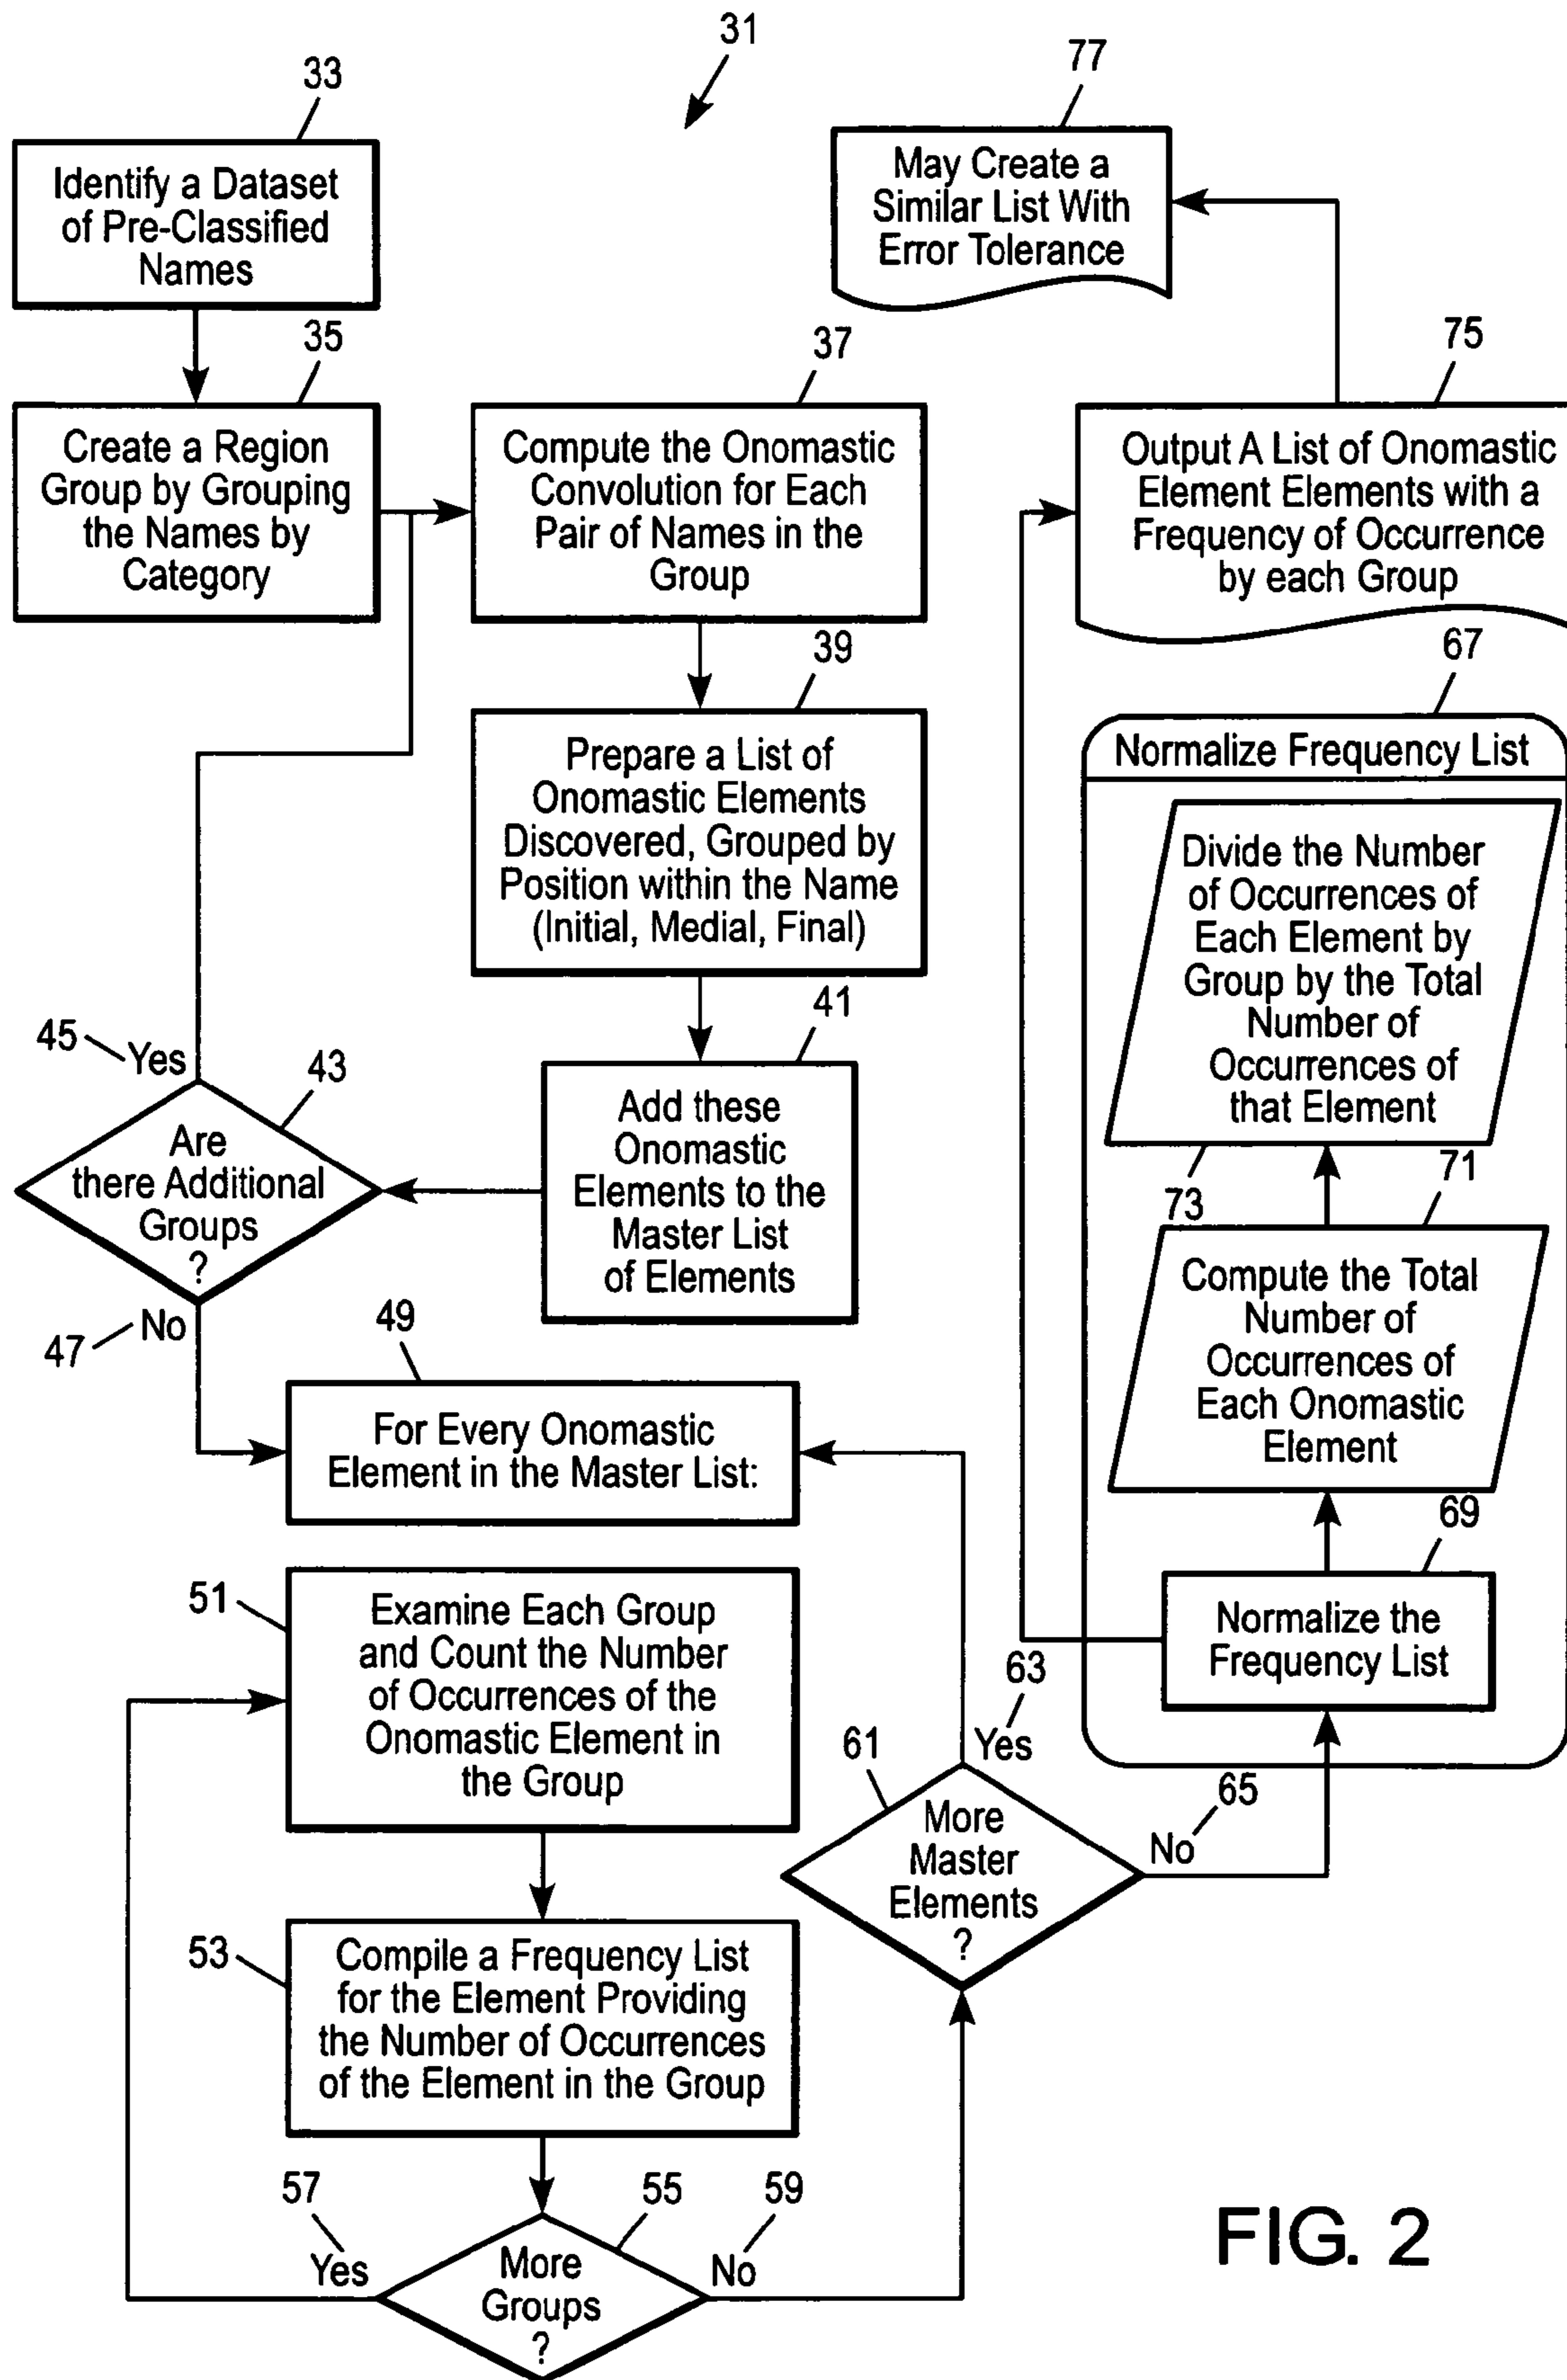 31
33
Identify a Dataset
of Pre-Classified
Names
35
Create a Region
Group by Grouping
the Names by
Category
37
Compute the Onomastic
Convolution for Each
Pair of Names in the
Group
39
Prepare a List of
Onomastic Elements
Discovered, Grouped by
Position within the Name
(Initial, Medial, Final)
41
Add these
Onomastic
Elements to the
Master List
of Elements
43
Are
there Additional
Groups
?
45
Yes
47
No
49
For Every Onomastic
Element in the Master List:
51
Examine Each Group
and Count the Number
of Occurrences of the
Onomastic Element in
the Group
53
Compile a Frequency List
for the Element Providing
the Number of Occurrences
of the Element in the Group
55
More
Groups
?
57
Yes
59
No
61
More
Master
Elements
?
63
Yes
65
No
67
Normalize Frequency List
69
Normalize the
Frequency List
71
Compute the Total
Number of
Occurrences of
Each Onomastic
Element
73
Divide the Number
of Occurrences of
Each Element by
Group by the Total
Number of
Occurrences of
that Element
75
Output A List of Onomastic
Element Elements with a
Frequency of Occurrence
by each Group
77
May Create a
Similar List With
Error Tolerance
FIG. 2